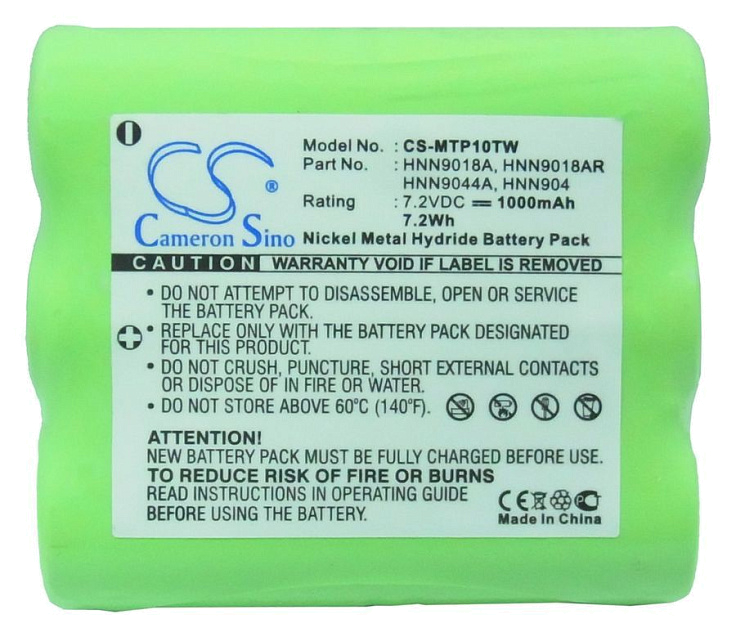 CS®
Cameron Sino
Model No. : CS-MTP10TW
Part No. : HNN9018A, HNN9018AR
HNN9044A, HNN904
Rating : 7.2VDC ⎓ 1000mAh
7.2Wh
Nickel Metal Hydride Battery Pack
CAUTION WARRANTY VOID IF LABEL IS REMOVED
• DO NOT ATTEMPT TO DISASSEMBLE, OPEN OR SERVICE
THE BATTERY PACK.
• REPLACE ONLY WITH THE BATTERY PACK DESIGNATED
FOR THIS PRODUCT.
• DO NOT CRUSH, PUNCTURE, SHORT EXTERNAL CONTACTS
OR DISPOSE OF IN FIRE OR WATER.
• DO NOT STORE ABOVE 60°C (140°F).
ATTENTION!
NEW BATTERY PACK MUST BE FULLY CHARGED BEFORE USE.
TO REDUCE RISK OF FIRE OR BURNS
READ INSTRUCTIONS IN OPERATING GUIDE
BEFORE USING THE BATTERY.
CE
Made In China